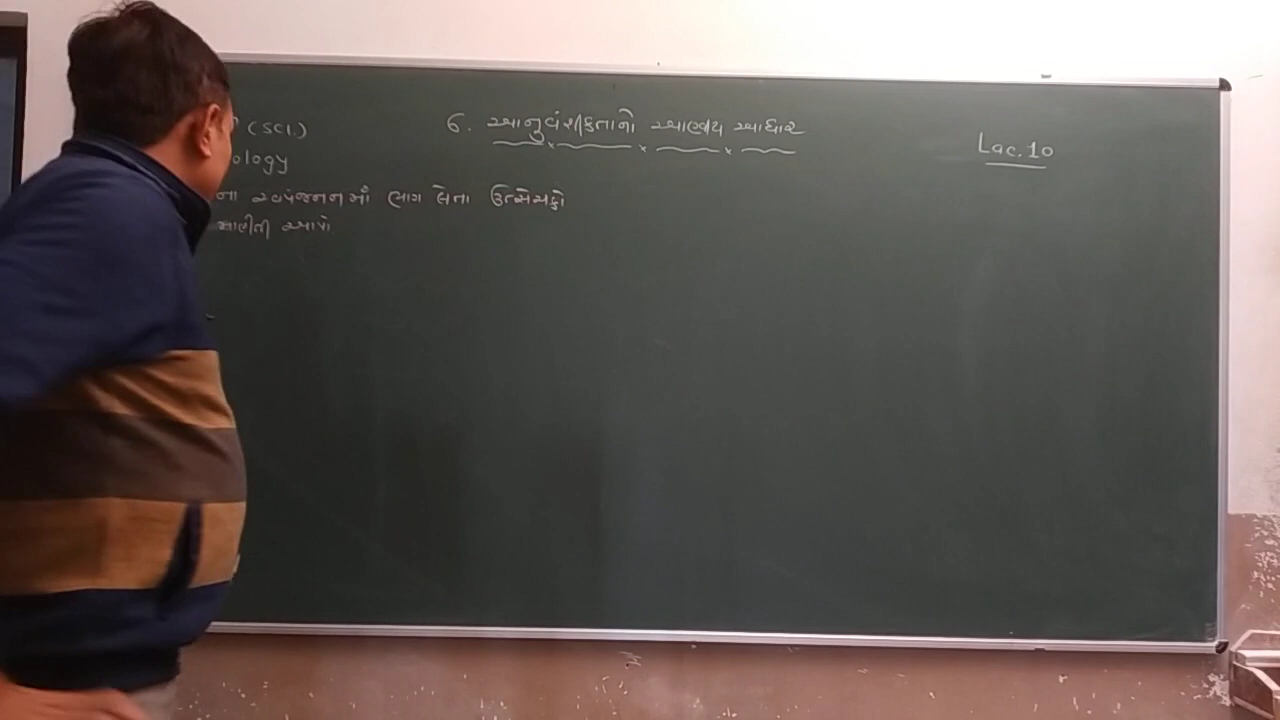 (SCI.)
6. આનુવંશીકતાનો આણ્વીય આધાર
Lac. 10
ology
ના સ્વયંજનનમાં ભાગ લેતા ઉત્સેચકો
માહીતી આપો